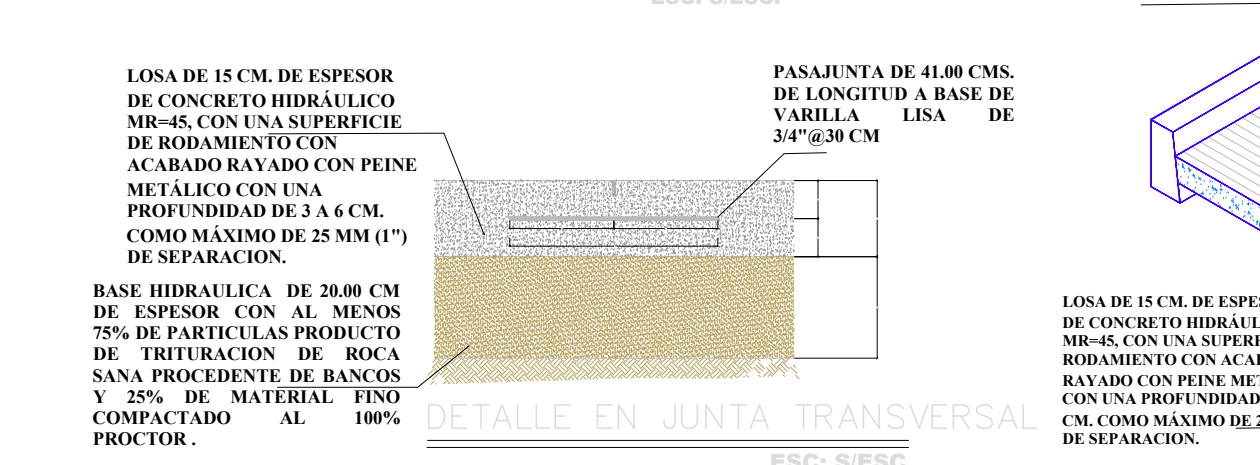 LOSA DE 15 CM. DE ESPESOR
DE CONCRETO HIDRÁULICO
MR=45, CON UNA SUPERFICIE
DE RODAMIENTO CON
ACABADO RAYADO CON PEINE
METÁLICO CON UNA
PROFUNDIDAD DE 3 A 6 CM.
COMO MÁXIMO DE 25 MM (1")
DE SEPARACION.
BASE HIDRAULICA DE 20.00 CM
DE ESPESOR CON AL MENOS
75% DE PARTICULAS PRODUCTO
DE TRITURACION DE ROCA
SANA PROCEDENTE DE BANCOS
Y 25% DE MATERIAL FINO
COMPACTADO AL 100%
PROCTOR .
PASAJUNTA DE 41.00 CMS.
DE LONGITUD A BASE DE
VARILLA LISA DE
3/4"@30 CM
DETALLE EN JUNTA TRANSVERSAL
ESC: S/ESC
LOSA DE 15 CM. DE
DE CONCRETO
MR=45, CON UNA
RODAMIENTO CON
RAYADO CON PEINE
CON UNA PROFUNDIDAD
CM. COMO MÁXIMO DE
DE SEPARACION.